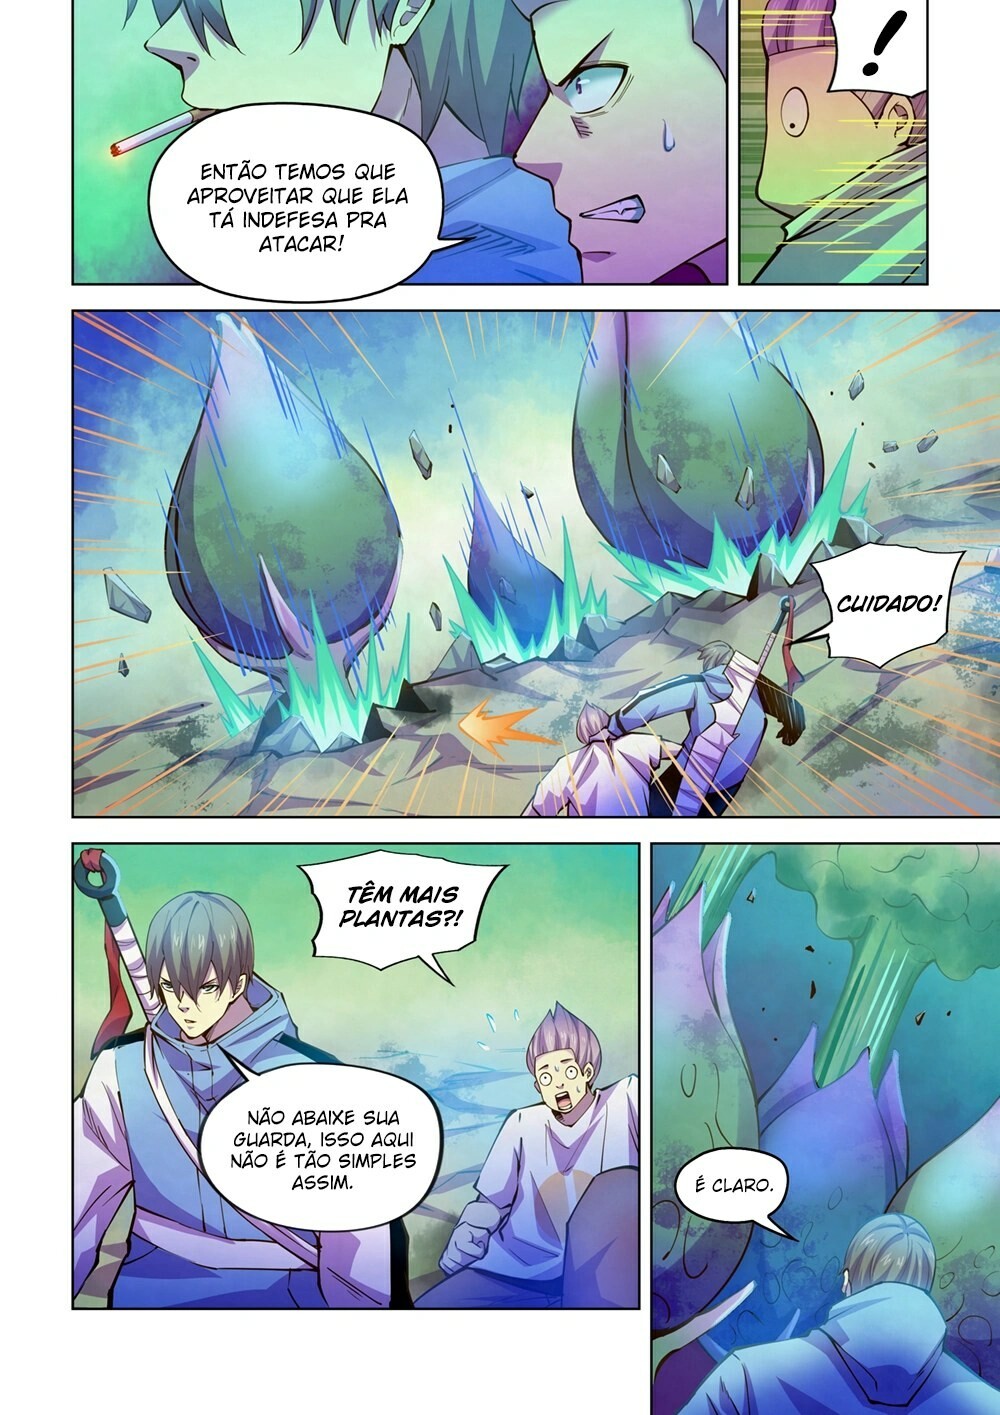 ENTÃO TEMOS QUE
APROVEITAR QUE ELA
TÁ INDEFESA PRA
ATACAR!
!
CUIDADO!
TÊM MAIS
PLANTAS?!
NÃO ABAIXE SUA
GUARDA, ISSO AQUI
NÃO É TÃO SIMPLES
ASSIM.
É CLARO.